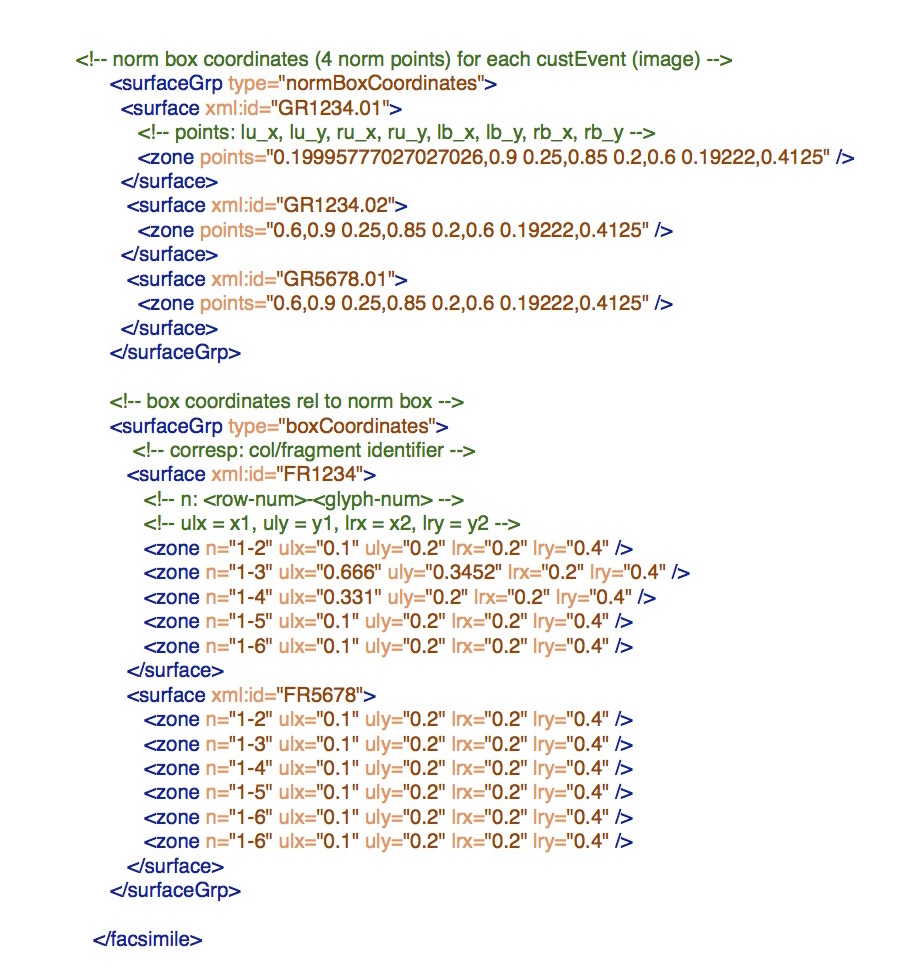 <!-- norm box coordinates (4 norm points) for each custEvent (image) -->
<surfaceGrp type="normBoxCoordinates">
<surface xml:id="GR1234.01">
<!-- points: lu_x, lu_y, ru_x, ru_y, lb_x, lb_y, rb_x, rb_y -->
<zone points="0.19995777027027026,0.9 0.25,0.85 0.2,0.6 0.19222,0.4125" />
</surface>
<surface xml:id="GR1234.02">
<zone points="0.6,0.9 0.25,0.85 0.2,0.6 0.19222,0.4125" />
</surface>
<surface xml:id="GR5678.01">
<zone points="0.6,0.9 0.25,0.85 0.2,0.6 0.19222,0.4125" />
</surface>
</surfaceGrp>
<!-- box coordinates rel to norm box -->
<surfaceGrp type="boxCoordinates">
<!-- corresp: col/fragment identifier -->
<surface xml:id="FR1234">
<!-- n: <row-num>-<glyph-num> -->
<!-- ulx = x1, uly = y1, lrx = x2, lry = y2 -->
<zone n="1-2" ulx="0.1" uly="0.2" lrx="0.2" lry="0.4" />
<zone n="1-3" ulx="0.666" uly="0.3452" lrx="0.2" lry="0.4" />
<zone n="1-4" ulx="0.331" uly="0.2" lrx="0.2" lry="0.4" />
<zone n="1-5" ulx="0.1" uly="0.2" lrx="0.2" lry="0.4" />
<zone n="1-6" ulx="0.1" uly="0.2" lrx="0.2" lry="0.4" />
</surface>
<surface xml:id="FR5678">
<zone n="1-2" ulx="0.1" uly="0.2" lrx="0.2" lry="0.4" />
<zone n="1-3" ulx="0.1" uly="0.2" lrx="0.2" lry="0.4" />
<zone n="1-4" ulx="0.1" uly="0.2" lrx="0.2" lry="0.4" />
<zone n="1-5" ulx="0.1" uly="0.2" lrx="0.2" lry="0.4" />
<zone n="1-6" ulx="0.1" uly="0.2" lrx="0.2" lry="0.4" />
<zone n="1-6" ulx="0.1" uly="0.2" lrx="0.2" lry="0.4" />
</surface>
</surfaceGrp>
</facsimile>